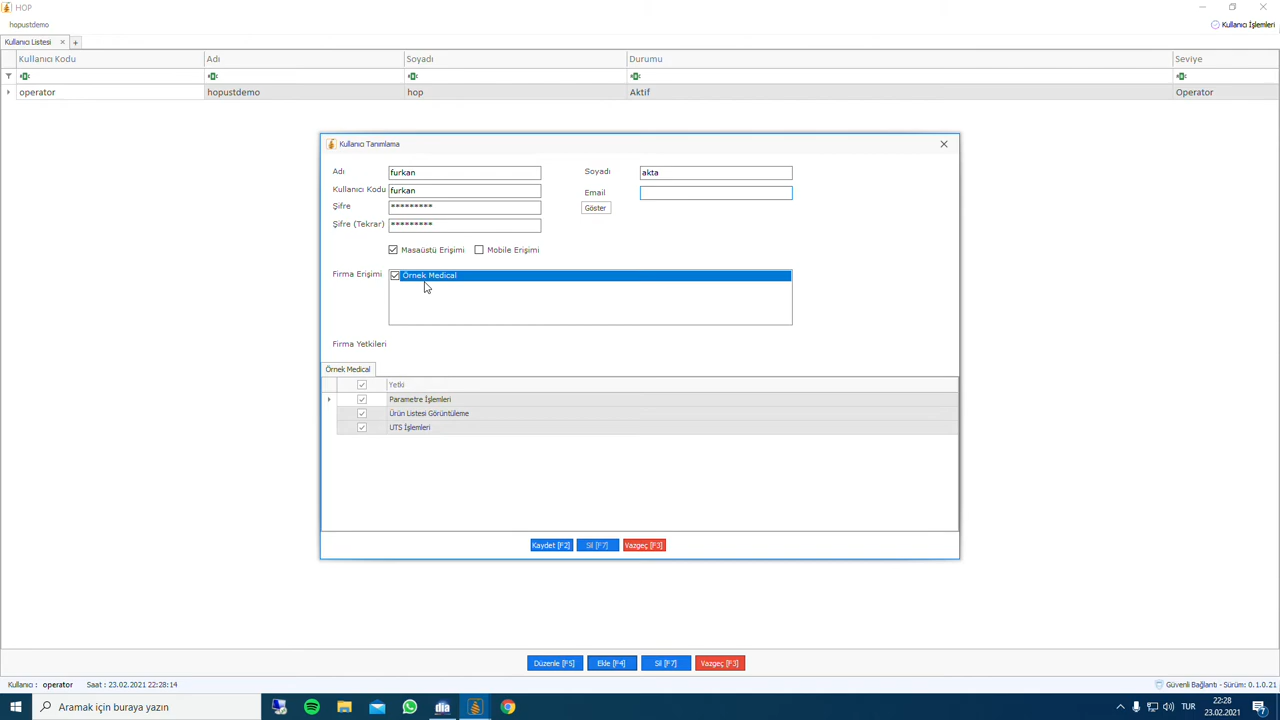 HOP
hopustdemo
Kullanıcı İşlemleri
Kullanıcı Listesi
Kullanıcı Kodu Adı Soyadı Durumu Seviye
operator hopustdemo hop Aktif Operator
Kullanıcı Tanımlama
Adı furkan Soyadı akta
Kullanıcı Kodu furkan Email
Şifre ********* Göster
Şifre (Tekrar) *********
Masaüstü Erişimi Mobile Erişimi
Firma Erişimi Örnek Medical
Firma Yetkileri
Örnek Medical
Yetki
Parametre İşlemleri
Ürün Listesi Görüntüleme
UTS İşlemleri
Kaydet [F2] Sil [F7] Vazgeç [F3]
Düzenle [F5] Ekle [F4] Sil [F7] Vazgeç [F3]
Kullanıcı : operator Saat : 23.02.2021 22:28:14 Güvenli Bağlantı - Sürüm: 0.1.0.21
Aramak için buraya yazın TUR 22:28
23.02.2021